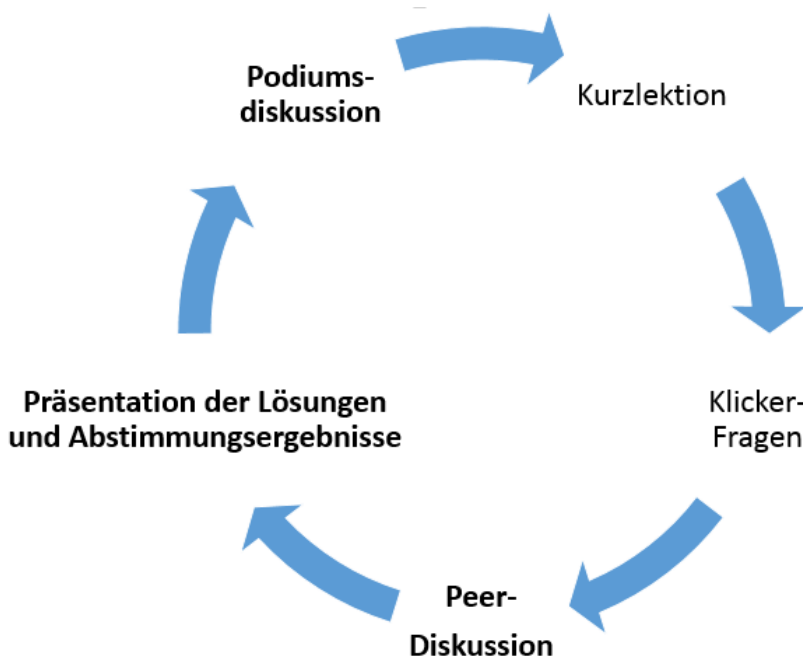 Podiums-
diskussion
Kurzlektion
Klicker-
Fragen
Peer-
Diskussion
Präsentation der Lösungen
und Abstimmungsergebnisse